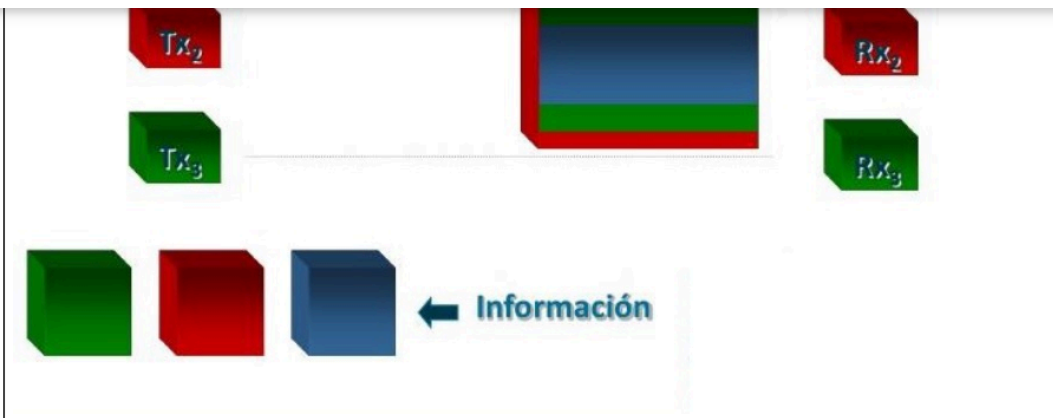 Tx₂
Rx₂
Tx₃
Rx₃
Información